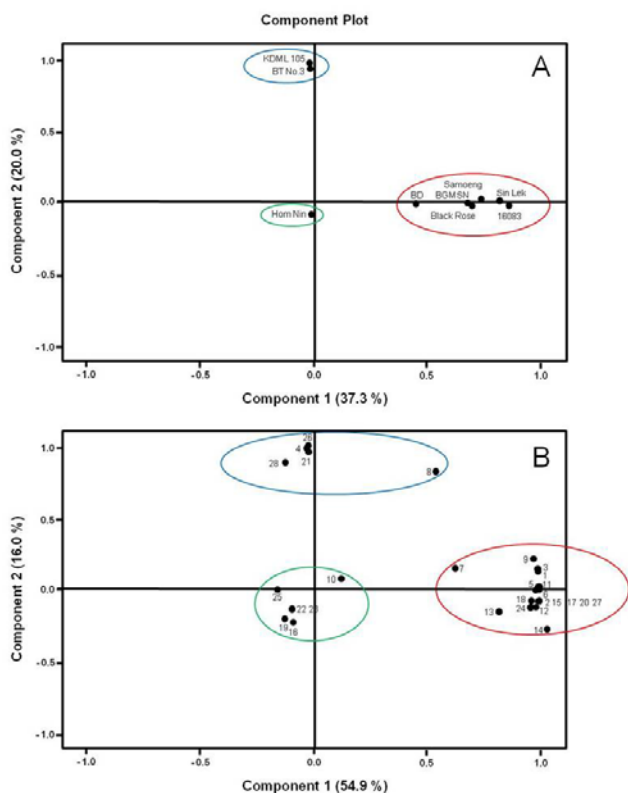 Component Plot
A
Component 2 (20.0 %)
1.0
0.5
0.0
-0.5
-1.0
KDML 105
BT No.3
Samoeng
BD BGMSN Sin Lek
Hom Nin
Black Rose 16083
-1.0 -0.5 0.0 0.5 1.0
Component 1 (37.3 %)
B
Component 2 (16.0 %)
1.0
0.5
0.0
-0.5
-1.0
26
4
28 21
8
9
7 3
1
10
5 11
25 6
18 2 15 17 20 27
22 23
13 24 12
19 16
14
-1.0 -0.5 0.0 0.5 1.0
Component 1 (54.9 %)